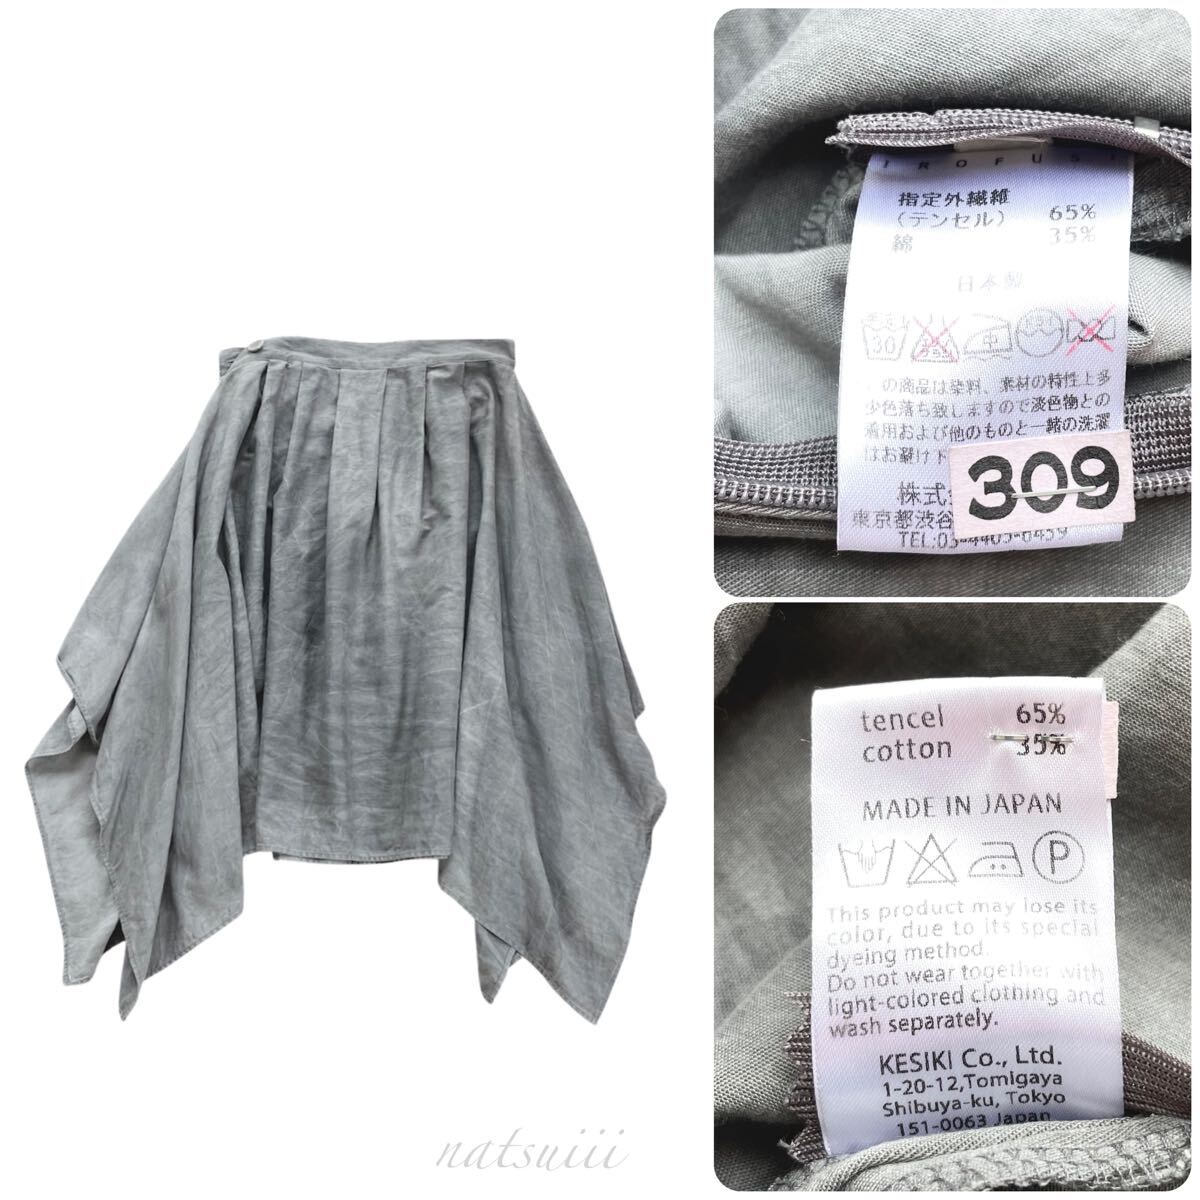 I R O F U S I
指定外繊維
(テンセル) 65%
綿 35%
日本製
30 中
の商品は染料、素材の特性上多
少色落ち致しますので淡色物との
着用および他のものと一緒の洗濯
はお避け下
株式
東京都渋谷
TEL:03-
309
tencel 65%
cotton 35%
MADE IN JAPAN
P
This product may lose its
color, due to its special
dyeing method.
Do not wear together with
light-colored clothing and
wash separately.
KESIKI Co., Ltd.
1-20-12,Tomigaya
Shibuya-ku, Tokyo
151-0063 Japan
natsuiii